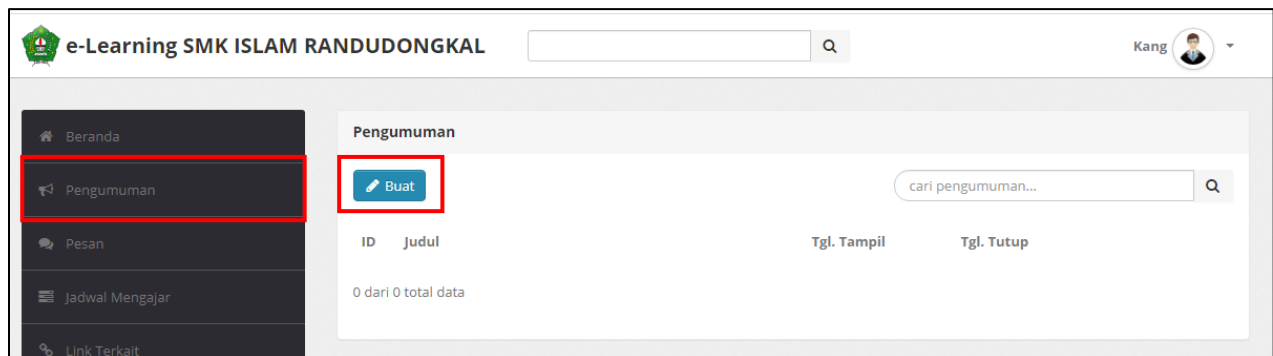 e-Learning SMK ISLAM RANDUDONGKAL
Kang
Beranda
Pengumuman
Pesan
Jadwal Mengajar
Link Terkait
Pengumuman
Buat
cari pengumuman...
ID Judul Tgl. Tampil Tgl. Tutup
0 dari 0 total data